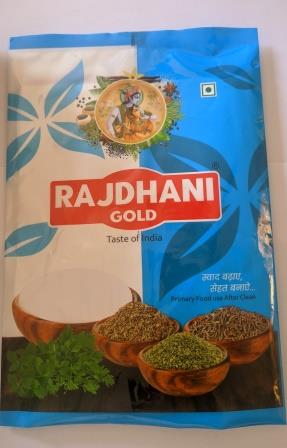 RAJDHANI®
GOLD
Taste of India
स्वाद बढ़ाए,
सेहत बनाऐ...
Primary Food use After Clean